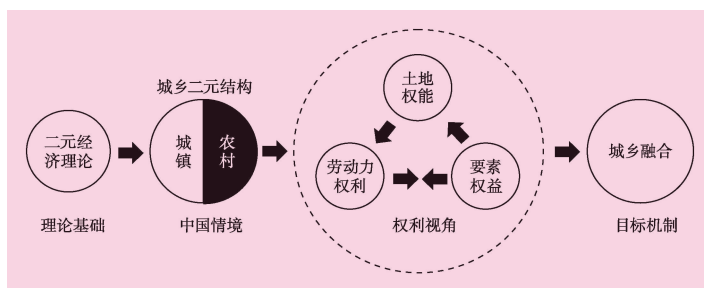 城乡二元结构
二元经
济理论
城
镇
农
村
土地
权能
劳动力
权利
要素
权益
城乡融合
理论基础
中国情境
权利视角
目标机制